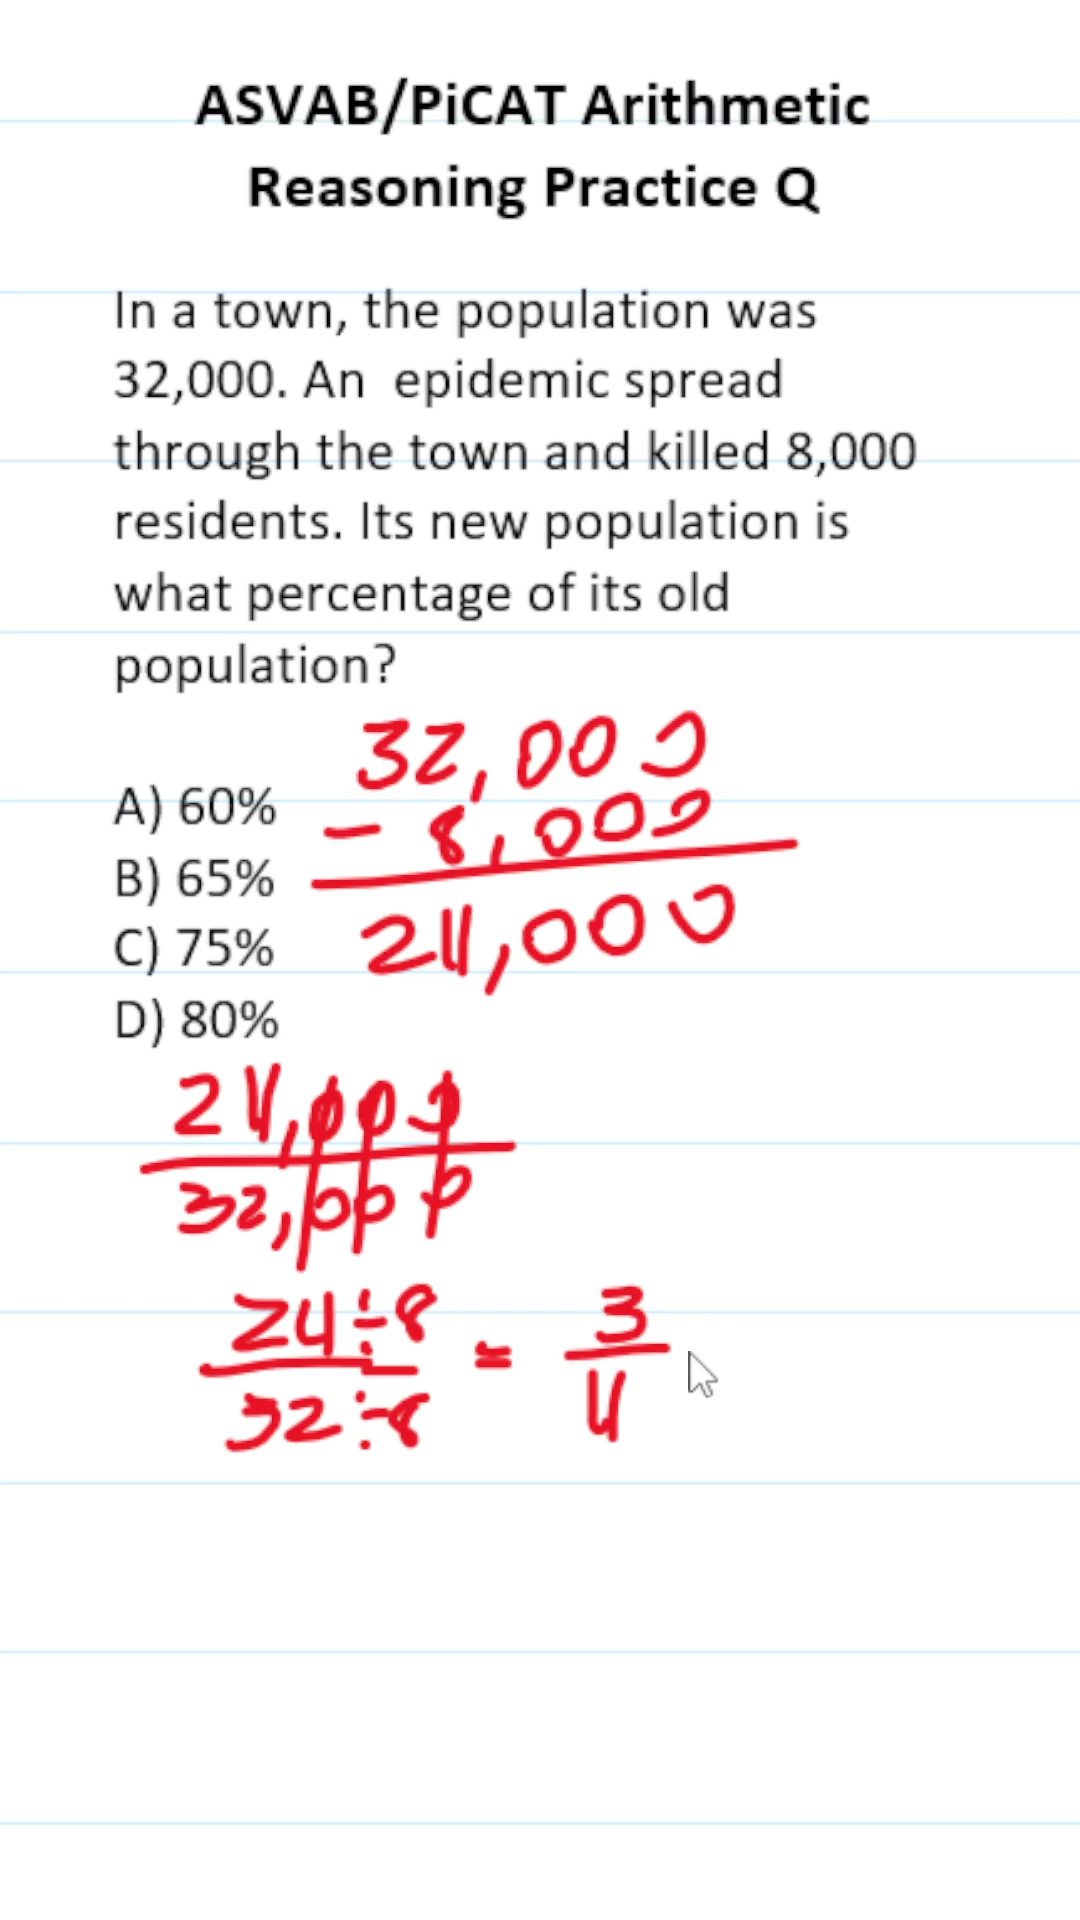 ASVAB/PiCAT Arithmetic
Reasoning Practice Q
In a town, the population was
32,000. An epidemic spread
through the town and killed 8,000
residents. Its new population is
what percentage of its old
population?
32,000
A) 60%
- 8,000
B) 65%
24,000
C) 75%
D) 80%
24,000
32,000
24÷8 = 3
32÷8 4